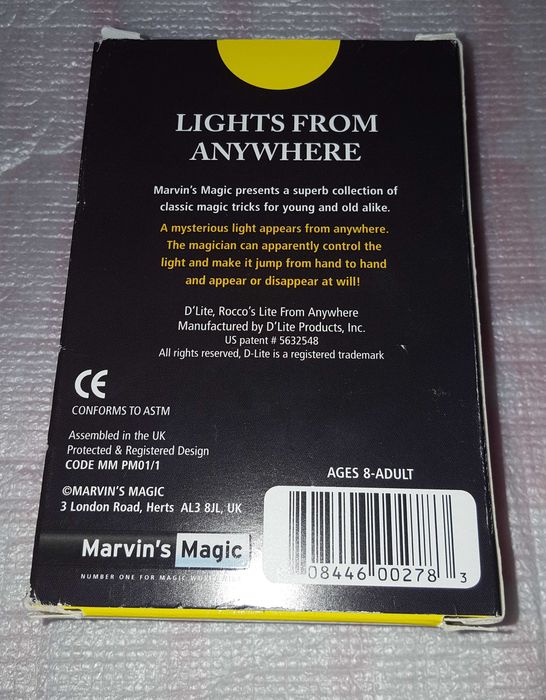 LIGHTS FROM
ANYWHERE
Marvin's Magic presents a superb collection of
classic magic tricks for young and old alike.
A mysterious light appears from anywhere.
The magician can apparently control the
light and make it jump from hand to hand
and appear or disappear at will!
D'Lite, Rocco's Lite From Anywhere
Manufactured by D'Lite Products, Inc.
US patent # 5632548
All rights reserved, D-Lite is a registered trademark
CE
CONFORMS TO ASTM
Assembled in the UK
Protected & Registered Design
CODE MM PM01/1
©MARVIN'S MAGIC
3 London Road, Herts AL3 8JL, UK
AGES 8-ADULT
08446 00278 3
Marvin's Magic
NUMBER ONE FOR MAGIC